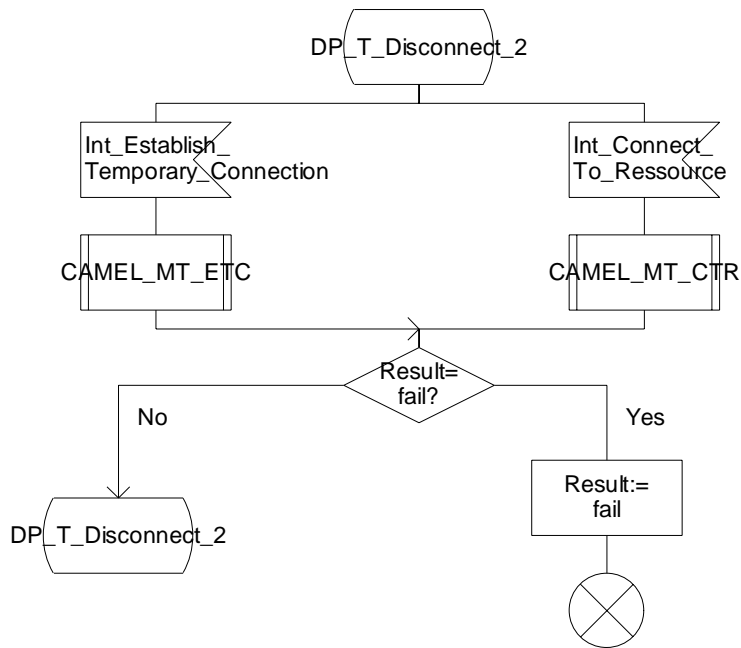 DP_T_Disconnect_2
Int_Establish_
Temporary_Connection
Int_Connect_
To_Ressource
CAMEL_MT_ETC
CAMEL_MT_CTR
Result=
fail?
No
Yes
Result:=
fail
DP_T_Disconnect_2